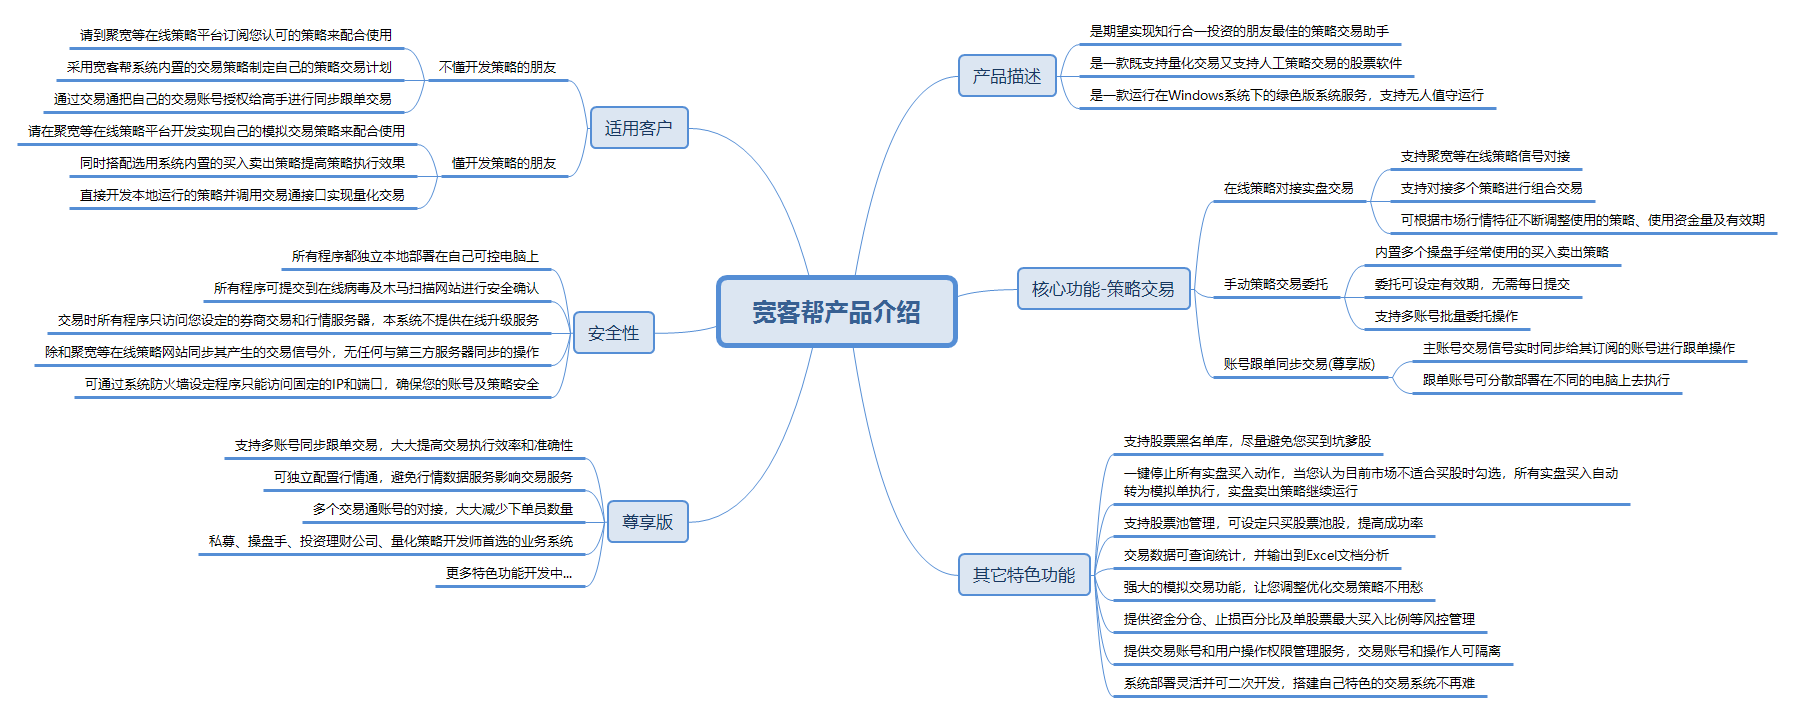 宽客帮产品介绍
产品描述
是期望实现知行合一投资的朋友最佳的策略交易助手
是一款既支持量化交易又支持人工策略交易的股票软件
是一款运行在Windows系统下的绿色版系统服务，支持无人值守运行
核心功能-策略交易
在线策略对接实盘交易
支持聚宽等在线策略信号对接
支持对接多个策略进行组合交易
可根据市场行情特征不断调整使用的策略、使用资金量及有效期
手动策略交易委托
内置多个操盘手经常使用的买入卖出策略
委托可设定有效期，无需每日提交
支持多账号批量委托操作
账号跟单同步交易(尊享版)
主账号交易信号实时同步给其订阅的账号进行跟单操作
跟单账号可分散部署在不同的电脑上去执行
其它特色功能
支持股票黑名单库，尽量避免您买到坑爹股
一键停止所有实盘买入动作，当您认为目前市场不适合买股时勾选，所有实盘买入自动
转为模拟单执行，实盘卖出策略继续运行
支持股票池管理，可设定只买股票池股，提高成功率
交易数据可查询统计，并输出到Excel文档分析
强大的模拟交易功能，让您调整优化交易策略不用愁
提供资金分仓、止损百分比及单股票最大买入比例等风控管理
提供交易账号和用户操作权限管理服务，交易账号和操作人可隔离
系统部署灵活并可二次开发，搭建自己特色的交易系统不再难
适用客户
不懂开发策略的朋友
请到聚宽等在线策略平台订阅您认可的策略来配合使用
采用宽客帮系统内置的交易策略制定自己的策略交易计划
通过交易通把自己的交易账号授权给高手进行同步跟单交易
懂开发策略的朋友
请在聚宽等在线策略平台开发实现自己的模拟交易策略来配合使用
同时搭配选用系统内置的买入卖出策略提高策略执行效果
直接开发本地运行的策略并调用交易通接口实现量化交易
安全性
所有程序都独立本地部署在自己可控电脑上
所有程序可提交到在线病毒及木马扫描网站进行安全确认
交易时所有程序只访问您设定的券商交易和行情服务器，本系统不提供在线升级服务
除和聚宽等在线策略网站同步其产生的交易信号外，无任何与第三方服务器同步的操作
可通过系统防火墙设定程序只能访问固定的IP和端口，确保您的账号及策略安全
尊享版
支持多账号同步跟单交易，大大提高交易执行效率和准确性
可独立配置行情通，避免行情数据服务影响交易服务
多个交易通账号的对接，大大减少下单员数量
私募、操盘手、投资理财公司、量化策略开发师首选的业务系统
更多特色功能开发中...